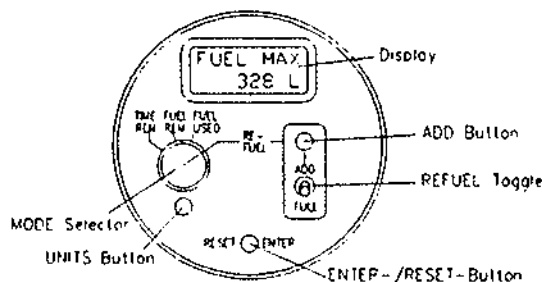 FUEL MAX
328 L
Display
TIME REM
FUEL REM
FUEL USED
RE-
FUEL
ADD Button
ADD
REFUEL Toggle
FULL
MODE Selector
UNITS Button
RESET ENTER
ENTER-/RESET-Button